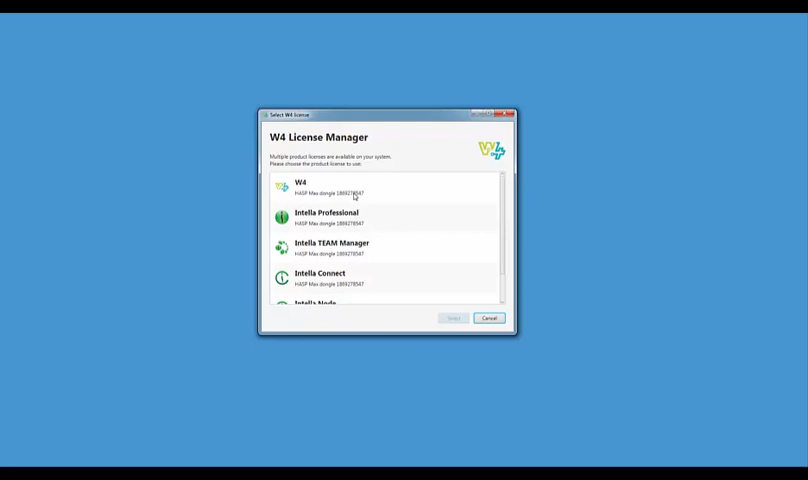 Select W4 license
W4 License Manager
Multiple product licenses are available on your system.
Please choose the product license to use:
W4
HASP Max dongle 1869278547
Intella Professional
HASP Max dongle 1869278547
Intella TEAM Manager
HASP Max dongle 1869278547
Intella Connect
HASP Max dongle 1869278547
Intella Node
Select
Cancel